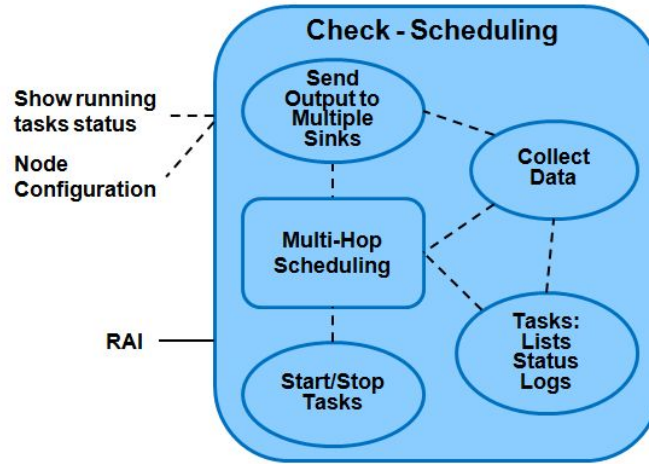 Check - Scheduling
Show running
tasks status
Node
Configuration
RAI
Send
Output to
Multiple
Sinks
Collect
Data
Multi-Hop
Scheduling
Tasks:
Lists
Status
Logs
Start/Stop
Tasks